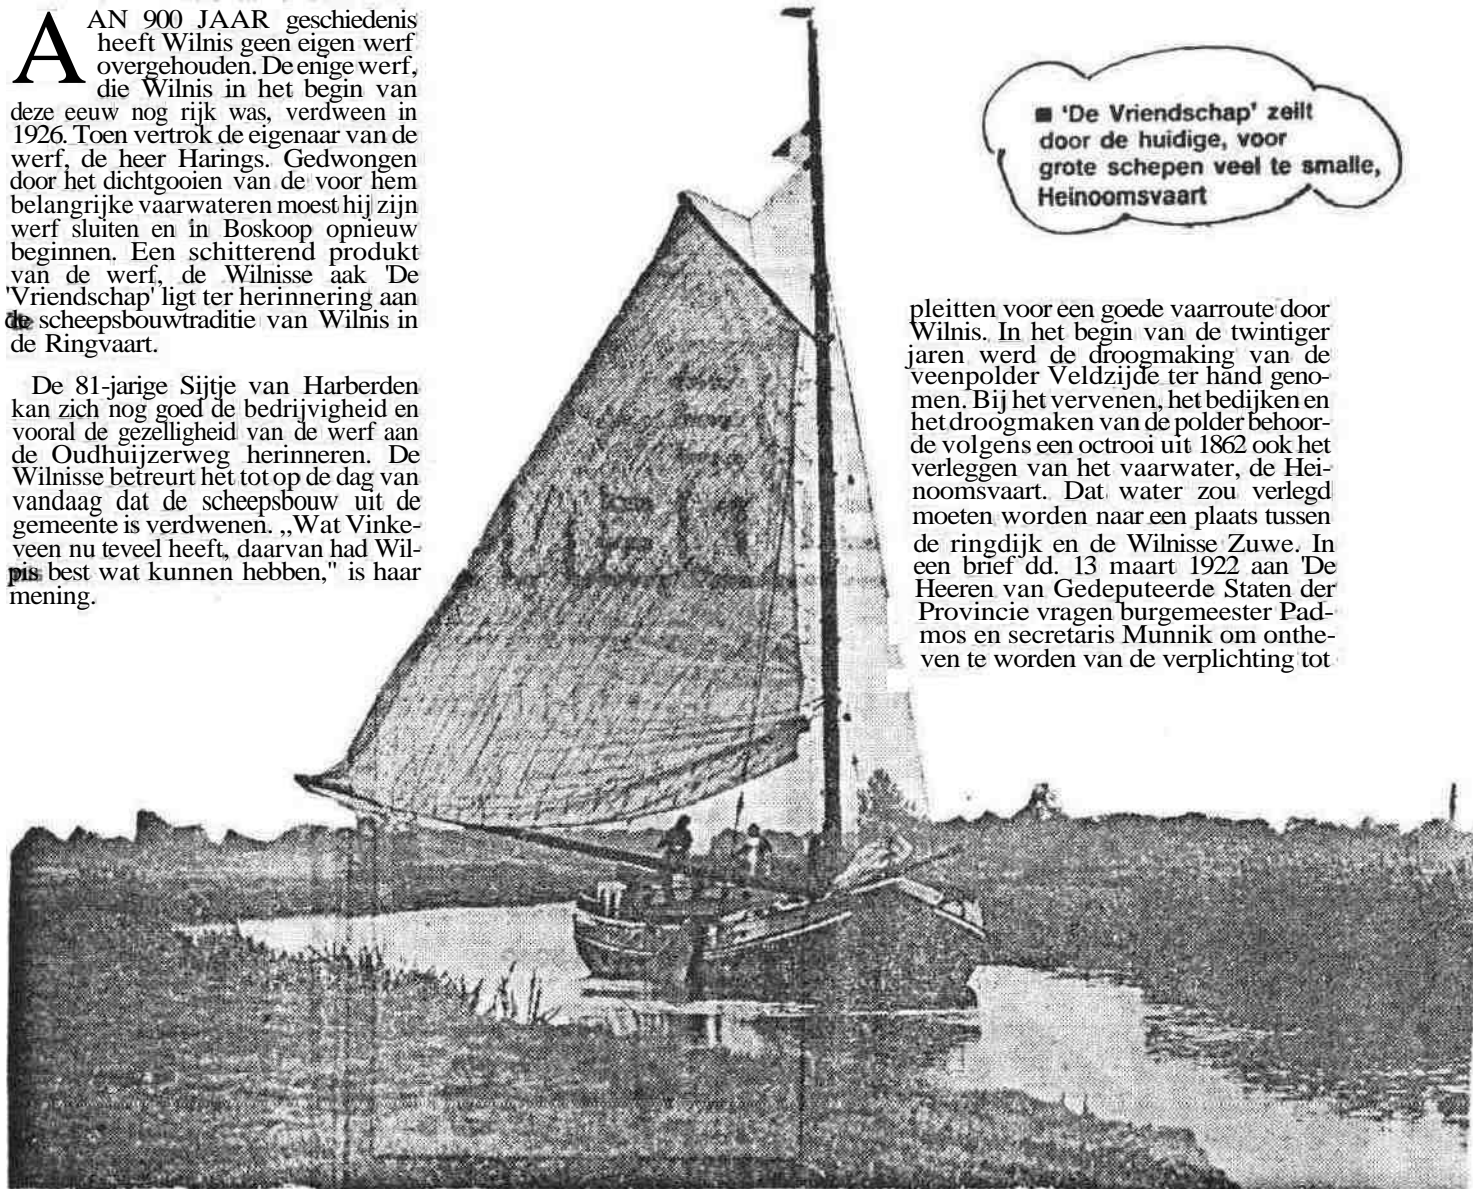 AAN 900 JAAR geschiedenis
heeft Wilnis geen eigen werf
overgehouden. De enige werf,
die Wilnis in het begin van
deze eeuw nog rijk was, verdween in
1926. Toen vertrok de eigenaar van de
werf, de heer Harings. Gedwongen
door het dichtgooien van de voor hem
belangrijke vaarwateren moest hij zijn
werf sluiten en in Boskoop opnieuw
beginnen. Een schitterend produkt
van de werf, de Wilnisse aak 'De
'Vriendschap' ligt ter herinnering aan
de scheepsbouwtraditie van Wilnis in
de Ringvaart.
De 81-jarige Sijtje van Harberden
kan zich nog goed de bedrijvigheid en
vooral de gezelligheid van de werf aan
de Oudhuijzerweg herinneren. De
Wilnisse betreurt het tot op de dag van
vandaag dat de scheepsbouw uit de
gemeente is verdwenen. „Wat Vinke-
veen nu teveel heeft, daarvan had Wil-
pis best wat kunnen hebben," is haar
mening.
■ 'De Vriendschap' zeilt
door de huidige, voor
grote schepen veel te smalle,
Heinoomsvaart
pleitten voor een goede vaarroute door
Wilnis. In het begin van de twintiger
jaren werd de droogmaking van de
veenpolder Veldzijde ter hand geno-
men. Bij het vervenen, het bedijken en
het droogmaken van de polder behoor-
de volgens een octrooi uit 1862 ook het
verleggen van het vaarwater, de Hei-
noomsvaart. Dat water zou verlegd
moeten worden naar een plaats tussen
de ringdijk en de Wilnisse Zuwe. In
een brief dd. 13 maart 1922 aan 'De
Heeren van Gedeputeerde Staten der
Provincie vragen burgemeester Pad-
mos en secretaris Munnik om onthe-
ven te worden van de verplichting tot